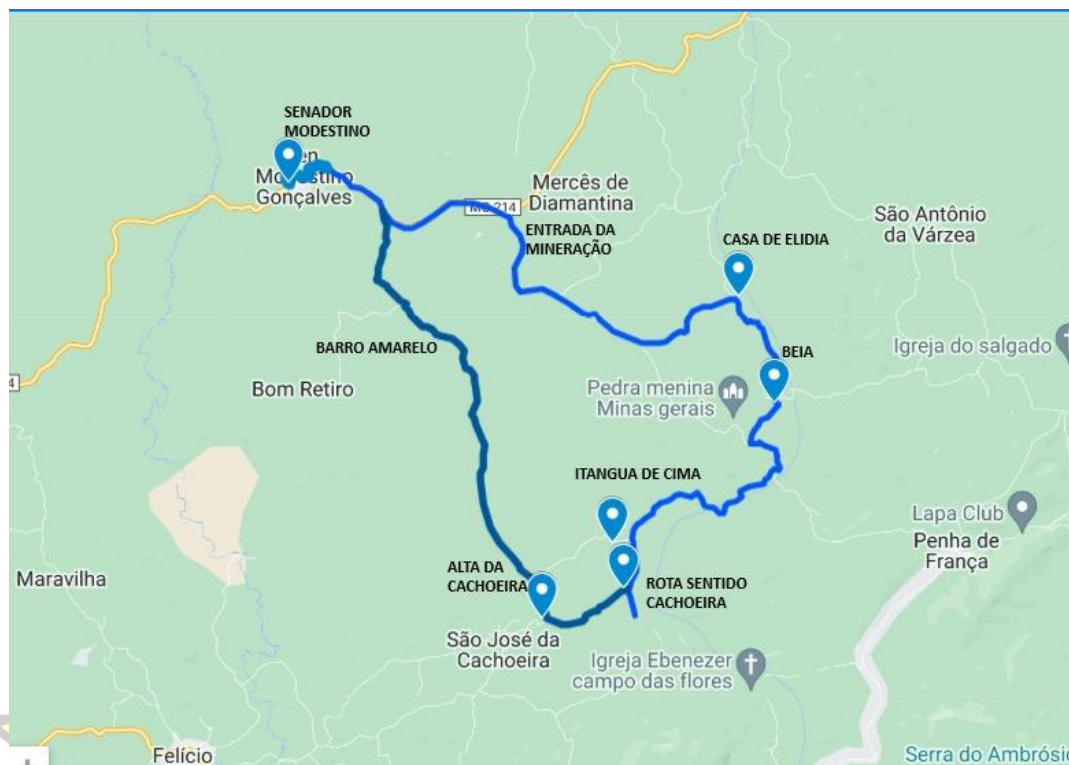 SENADOR
MODESTINO
Modestino
Gonçalves
Mercês de
Diamantina
MG-214
ENTRADA DA
MINERAÇÃO
São Antônio
da Várzea
CASA DE ELIDIA
BARRO AMARELO
BEIA
Igreja do salgado
4
Bom Retiro
Pedra menina
Minas gerais
ITANGUA DE CIMA
Lapa Club
Penha de
França
Maravilha
ALTA DA
CACHOEIRA
ROTA SENTIDO
CACHOEIRA
São José da
Cachoeira
Igreja Ebenezer
campo das flores
Felício
Serra do Ambrósio